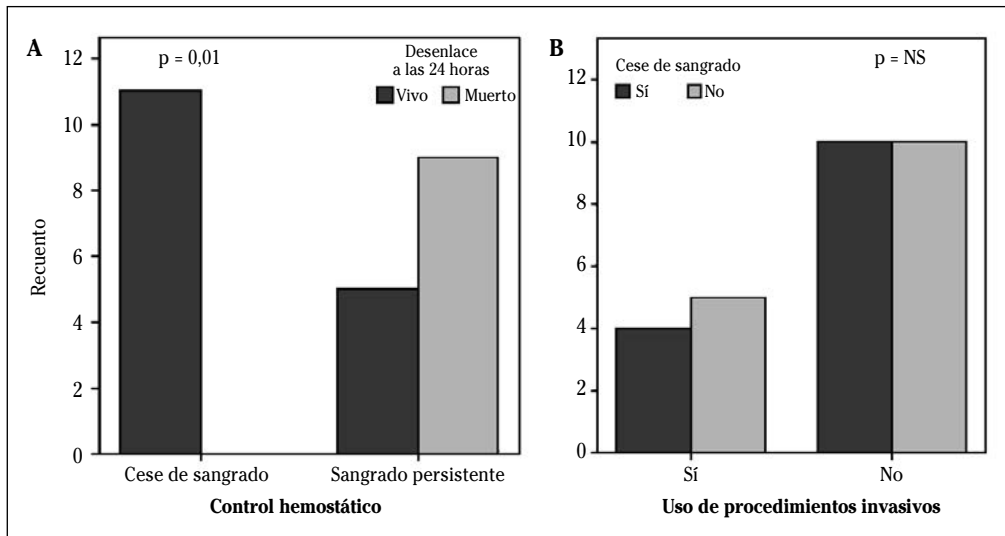 A
p = 0,01
Desenlace
a las 24 horas
Vivo
Muerto
12
10
8
6
4
2
0
Recuento
Cese de sangrado
Sangrado persistente
Control hemostático
B
p = NS
Cese de sangrado
Sí
No
12
10
8
6
4
2
0
Sí
No
Uso de procedimientos invasivos